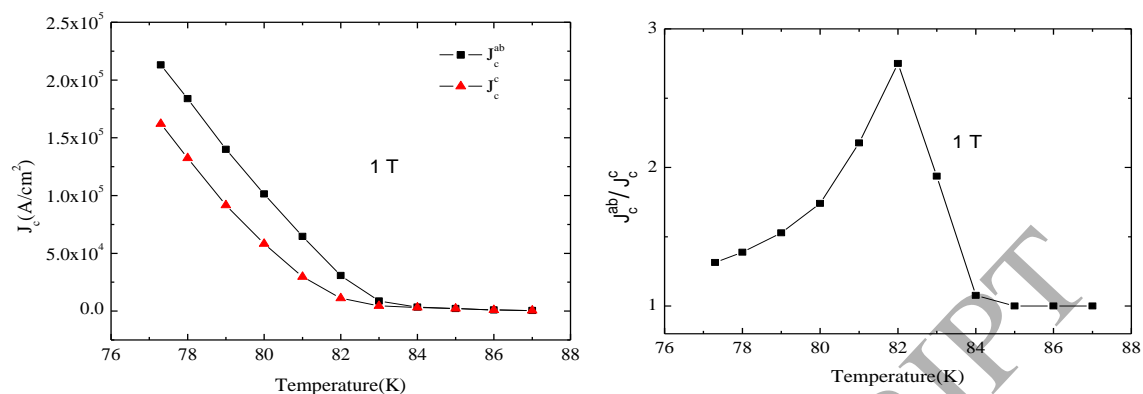 2.5x10^5
2.0x10^5
1.5x10^5
1.0x10^5
5.0x10^4
0.0
J_c(A/cm^2)
J_c^ab
J_c^c
1 T
76 78 80 82 84 86 88
Temperature(K)
3
2
1
J_c^ab/ J_c^c
1 T
76 78 80 82 84 86 88
Temperature(K)